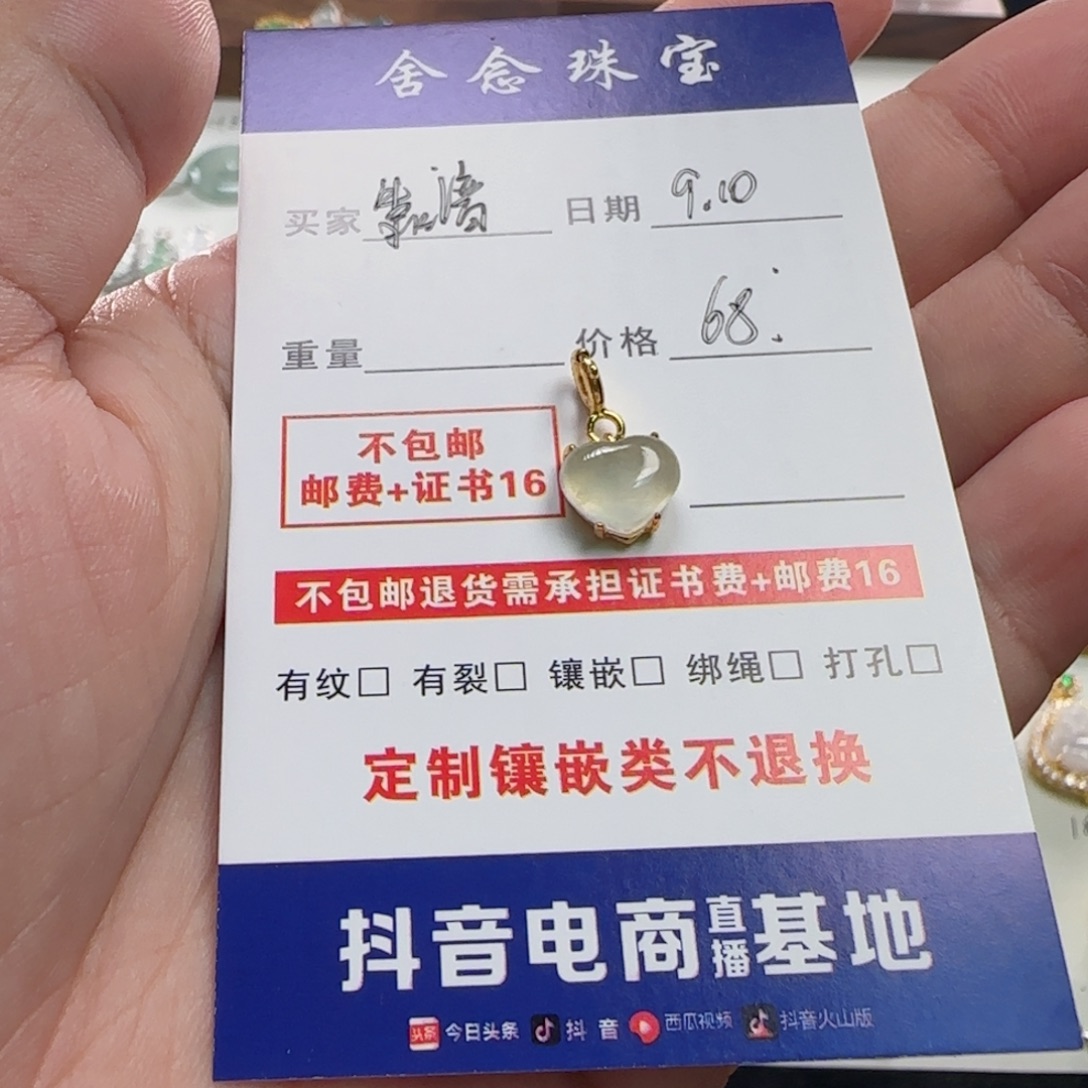 舍念珠宝
买家 日期 9.10
重量 价格 68
不包邮
邮费+证书16
不包邮退货需承担证书费+邮费16
有纹□ 有裂□ 镶嵌□ 绑绳□ 打孔□
定制镶嵌类不退换
抖音电商直播基地
头条 今日头条 抖音 西瓜视频 抖音火山版